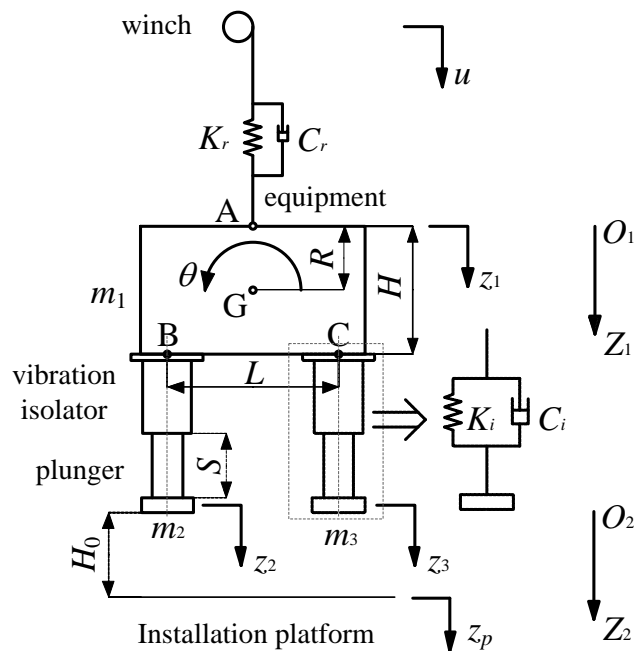 winch
u
Kr
Cr
equipment
A
O1
R
θ
H
z1
m1
G
Z1
B
C
vibration
isolator
L
Ki
Ci
plunger
S
m2
m3
O2
H0
z2
z3
Installation platform
zp
Z2